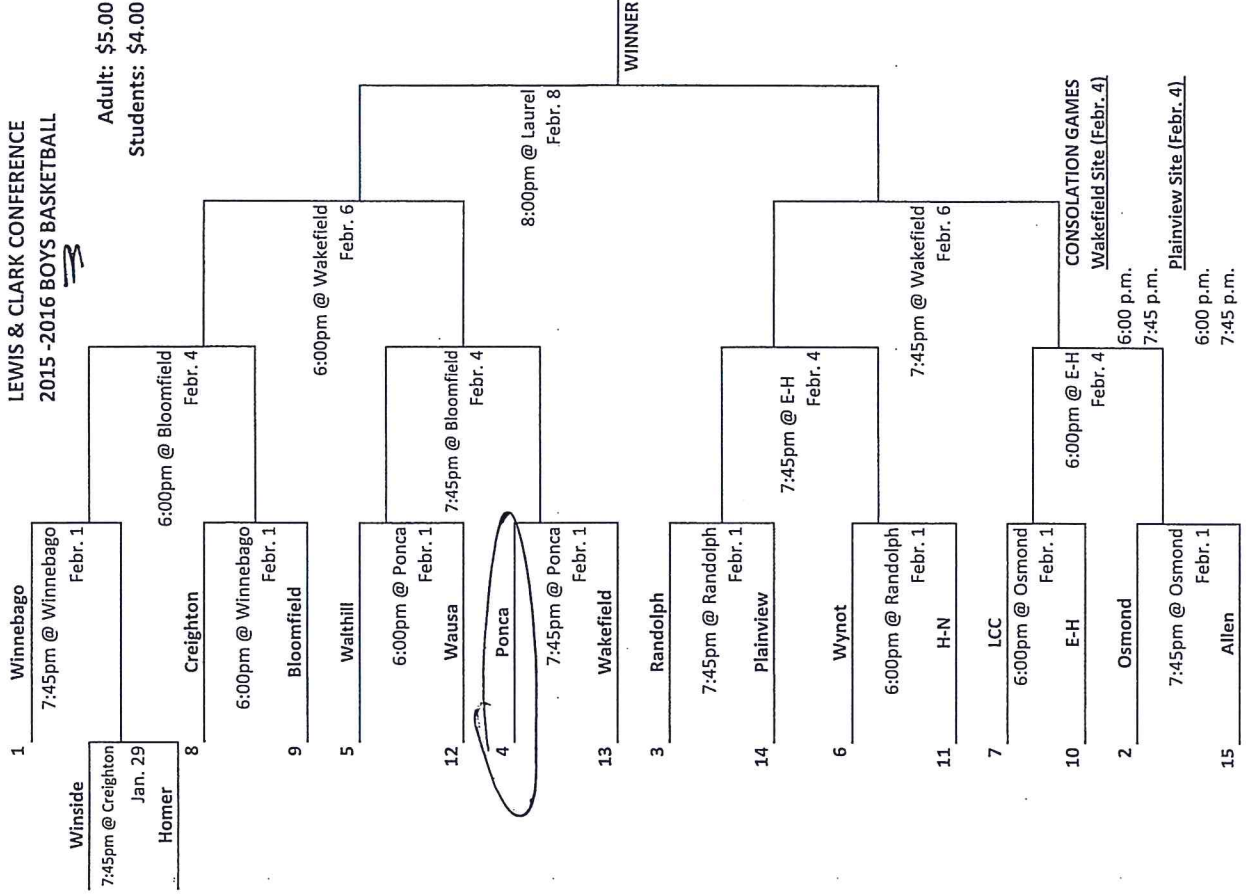 LEWIS & CLARK CONFERENCE
2015 -2016 BOYS BASKETBALL
Adult: $5.00
Students: $4.00
Winside
7:45pm @ Creighton
Jan. 29
Homer
1 Winnebago
7:45pm @ Winnebago
Febr. 1
8 Creighton
6:00pm @ Winnebago
Febr. 1
9 Bloomfield
5 Walthill
6:00pm @ Ponca
Febr. 1
12 Wausa
4 Ponca
7:45pm @ Ponca
Febr. 1
13 Wakefield
3 Randolph
7:45pm @ Randolph
Febr. 1
14 Plainview
6 Wynot
6:00pm @ Randolph
Febr. 1
11 H-N
7 LCC
6:00pm @ Osmond
Febr. 1
10 E-H
2 Osmond
7:45pm @ Osmond
Febr. 1
15 Allen
6:00pm @ Bloomfield
Febr. 4
7:45pm @ Bloomfield
Febr. 4
7:45pm @ E-H
Febr. 4
6:00pm @ E-H
Febr. 4
6:00pm @ Wakefield
Febr. 6
7:45pm @ Wakefield
Febr. 6
8:00pm @ Laurel
Febr. 8
WINNER
CONSOLATION GAMES
Wakefield Site (Febr. 4)
6:00 p.m.
7:45 p.m.
Plainview Site (Febr. 4)
6:00 p.m.
7:45 p.m.